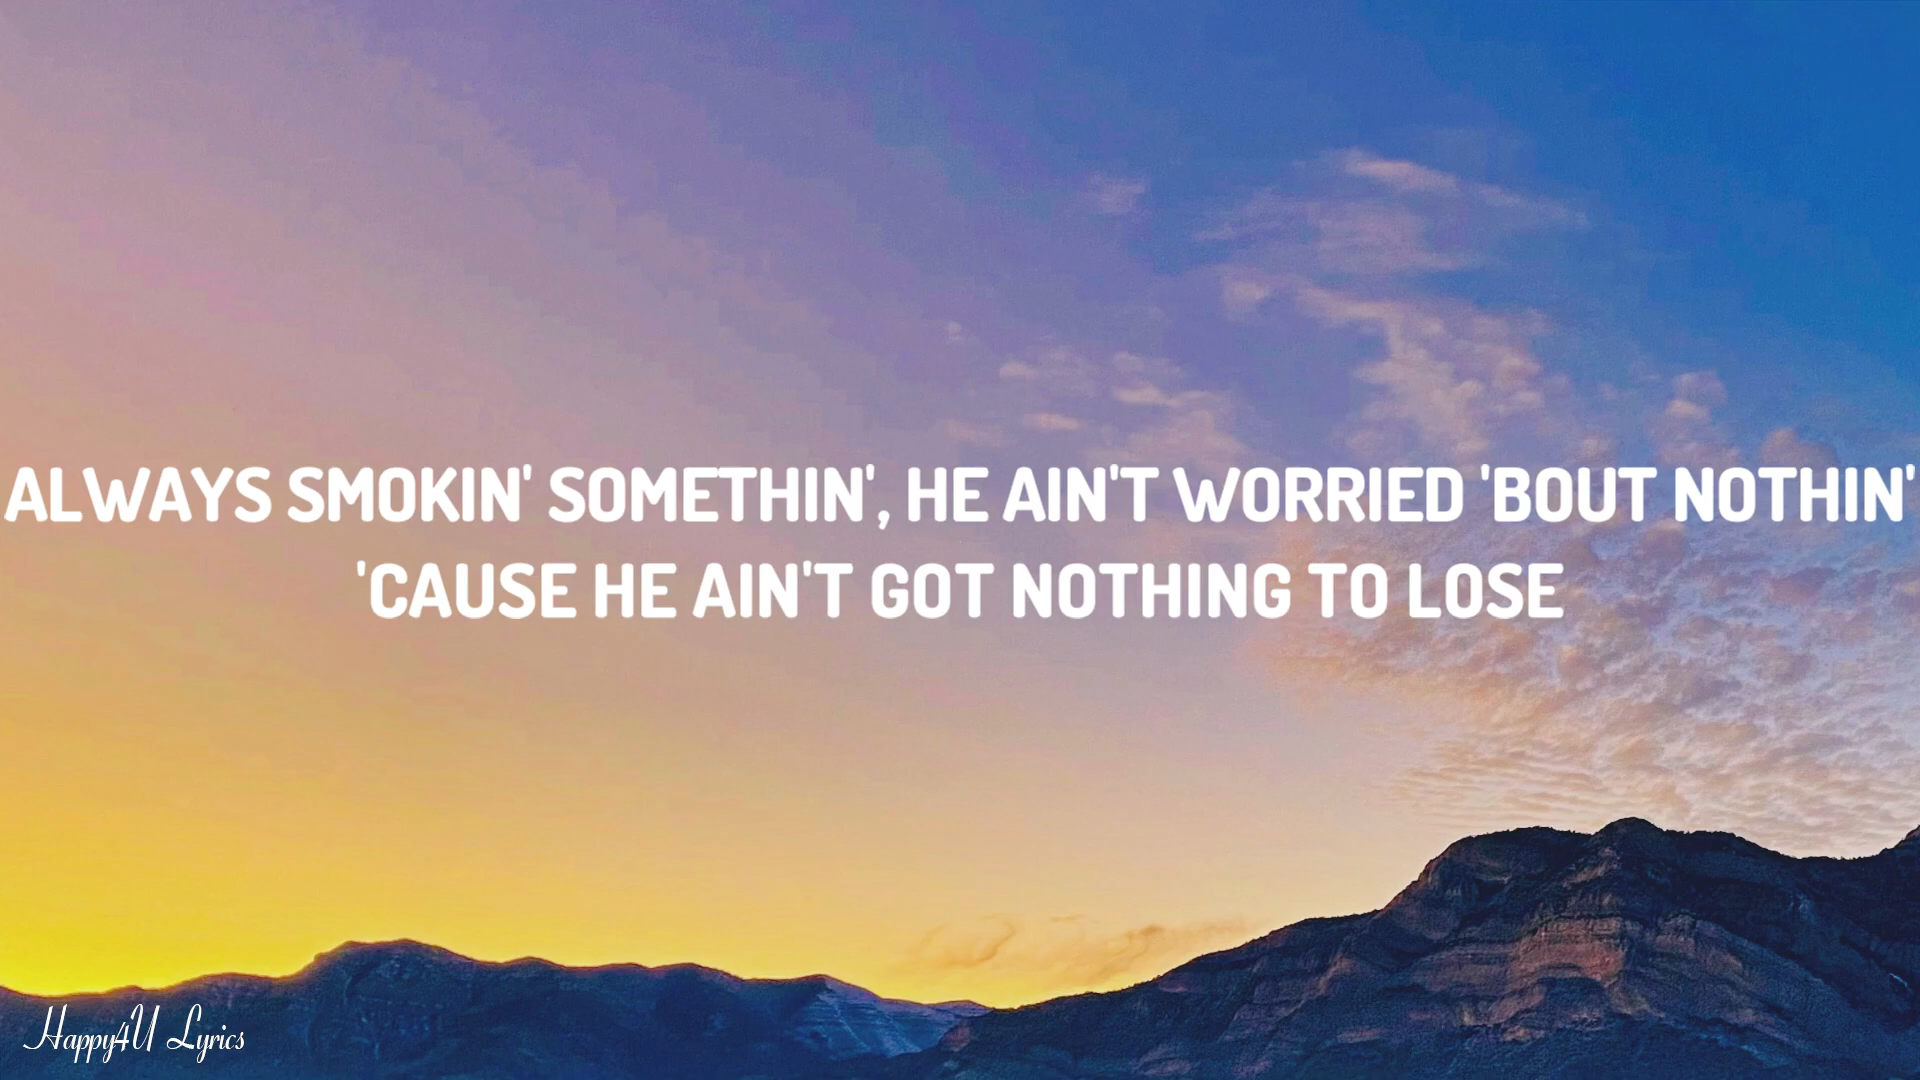 ALWAYS SMOKIN' SOMETHIN', HE AIN'T WORRIED 'BOUT NOTHIN'
'CAUSE HE AIN'T GOT NOTHING TO LOSE
Happy4U Lyrics